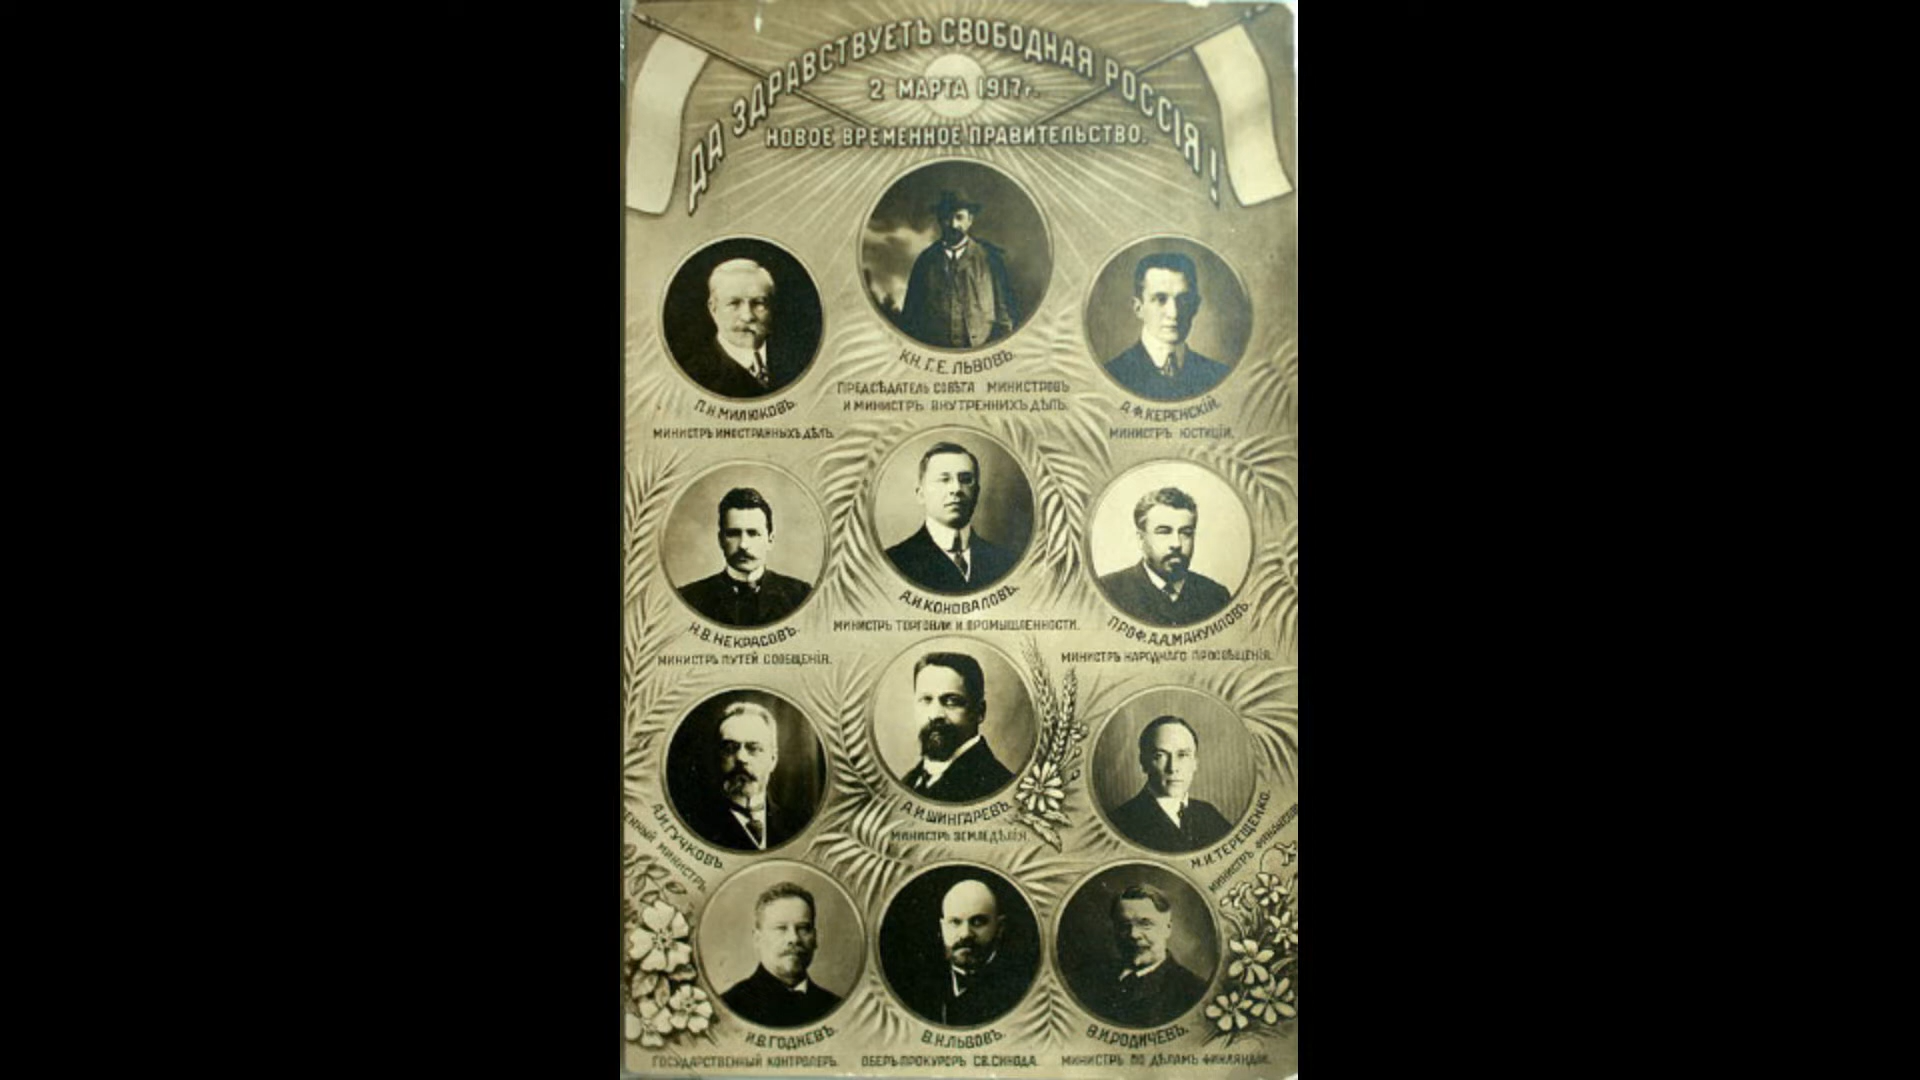 ДА ЗДРАВСТВУЕТЪ СВОБОДНАЯ РОССІЯ!
2 МАРТА 1917 г.
НОВОЕ ВРЕМЕННОЕ ПРАВИТЕЛЬСТВО.
КН. Г. Е. ЛЬВОВЪ.
ПРЕДСѢДАТЕЛЬ СОВѢТА МИНИСТРОВЪ
И МИНИСТРЪ ВНУТРЕННИХЪ ДѢЛЪ.
П. Н. МИЛЮКОВЪ.
МИНИСТРЪ ИНОСТРАННЫХЪ ДѢЛЪ.
А. Ф. КЕРЕНСКІЙ.
МИНИСТРЪ ЮСТИЦІИ.
Н. В. НЕКРАСОВЪ.
МИНИСТРЪ ПУТЕЙ СООБЩЕНІЯ.
А. И. КОНОВАЛОВЪ.
МИНИСТРЪ ТОРГОВЛИ И ПРОМЫШЛЕННОСТИ.
ПРОФ. А. А. МАНУИЛОВЪ.
МИНИСТРЪ НАРОДНАГО ПРОСВѢЩЕНІЯ.
А. И. ГУЧКОВЪ.
ЕННЫЙ МИНИСТРЪ.
А. И. ШИНГАРЕВЪ.
МИНИСТРЪ ЗЕМЛЕДѢЛІЯ.
М. И. ТЕРЕЩЕНКО.
МИНИСТРЪ ФИНАНСОВЪ
И. В. ГОДНЕВЪ.
ГОСУДАРСТВЕННЫЙ КОНТРОЛЕРЪ.
В. Н. ЛЬВОВЪ.
ОБЕРЪ-ПРОКУРОРЪ СВ. СИНОДА.
В. И. РОДИЧЕВЪ.
МИНИСТРЪ ПО ДѢЛАМЪ ФИНЛЯНДІИ.